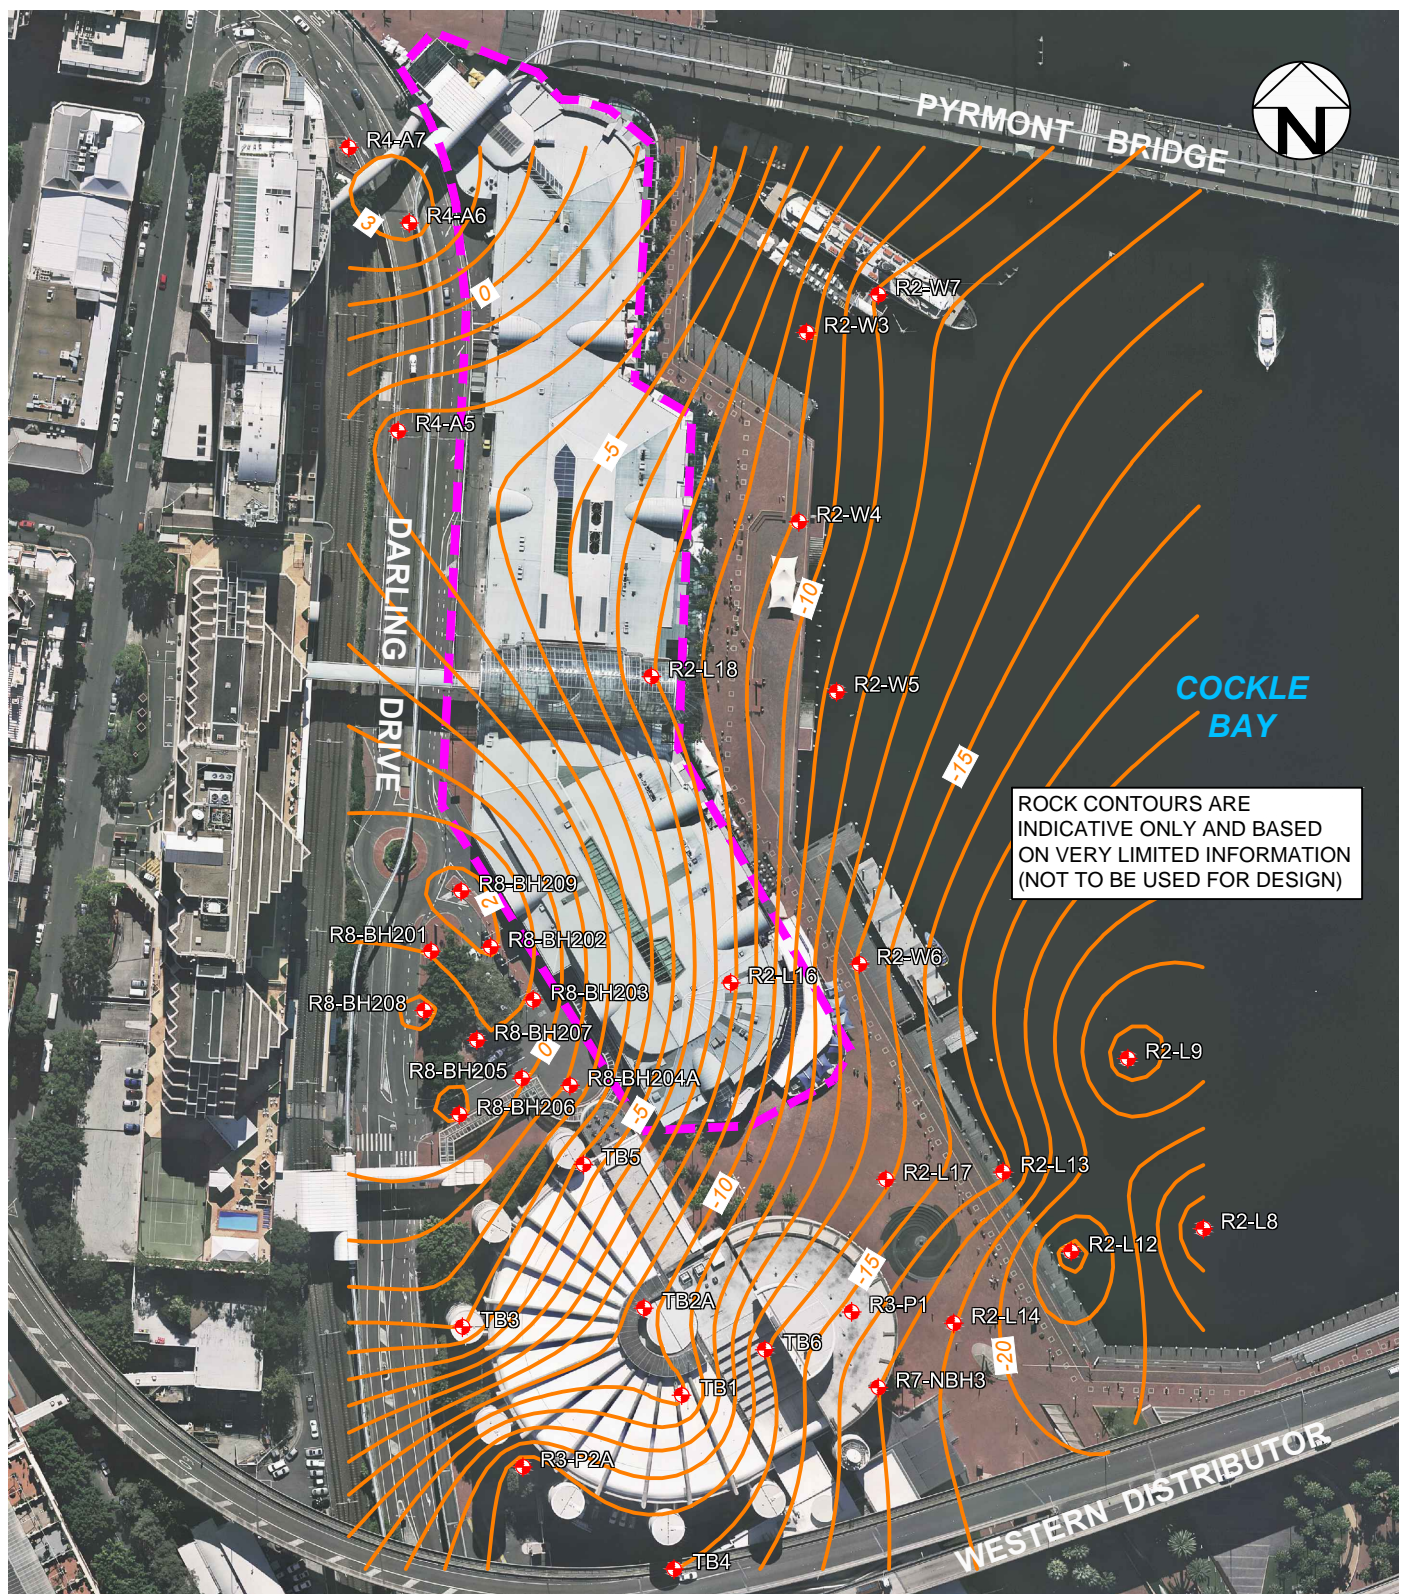 PYRMONT BRIDGE
N
R4-A7
3
R4-A6
0
R2-W7
R2-W3
R4-A5
-5
R2-W4
DARLING DRIVE
-10
R2-L18
R2-W5
COCKLE
BAY
-15
ROCK CONTOURS ARE
INDICATIVE ONLY AND BASED
ON VERY LIMITED INFORMATION
(NOT TO BE USED FOR DESIGN)
R8-BH209
2
R8-BH201
R8-BH202
R2-W6
R2-L16
R8-BH208
R8-BH203
R8-BH207
0
R2-L9
R8-BH205
R8-BH204A
R8-BH206
-5
TB5
R2-L17
R2-L13
-10
R2-L8
R2-L12
-15
TB2A
R3-P1
TB3
R2-L14
TB6
-20
TB1
R7-NBH3
R3-P2A
WESTERN DISTRIBUTOR
TB4